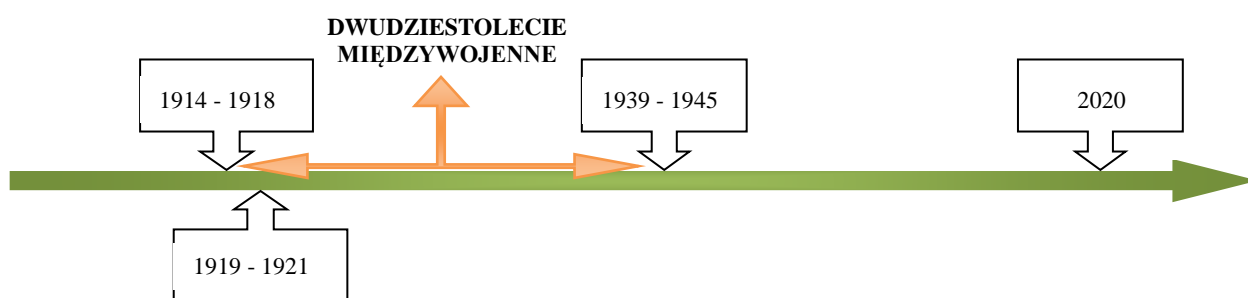 DWUDZIESTOLECIE
MIĘDZYWOJENNE
1914 - 1918
1939 - 1945
2020
1919 - 1921